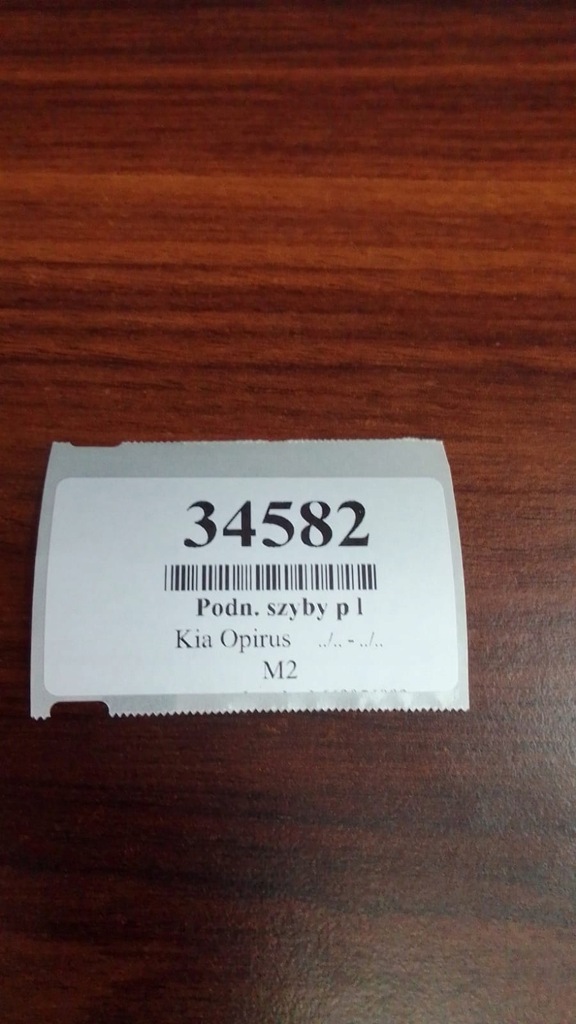 34582
Podn. szyby p l
Kia Opirus ../.. - ../..
M2